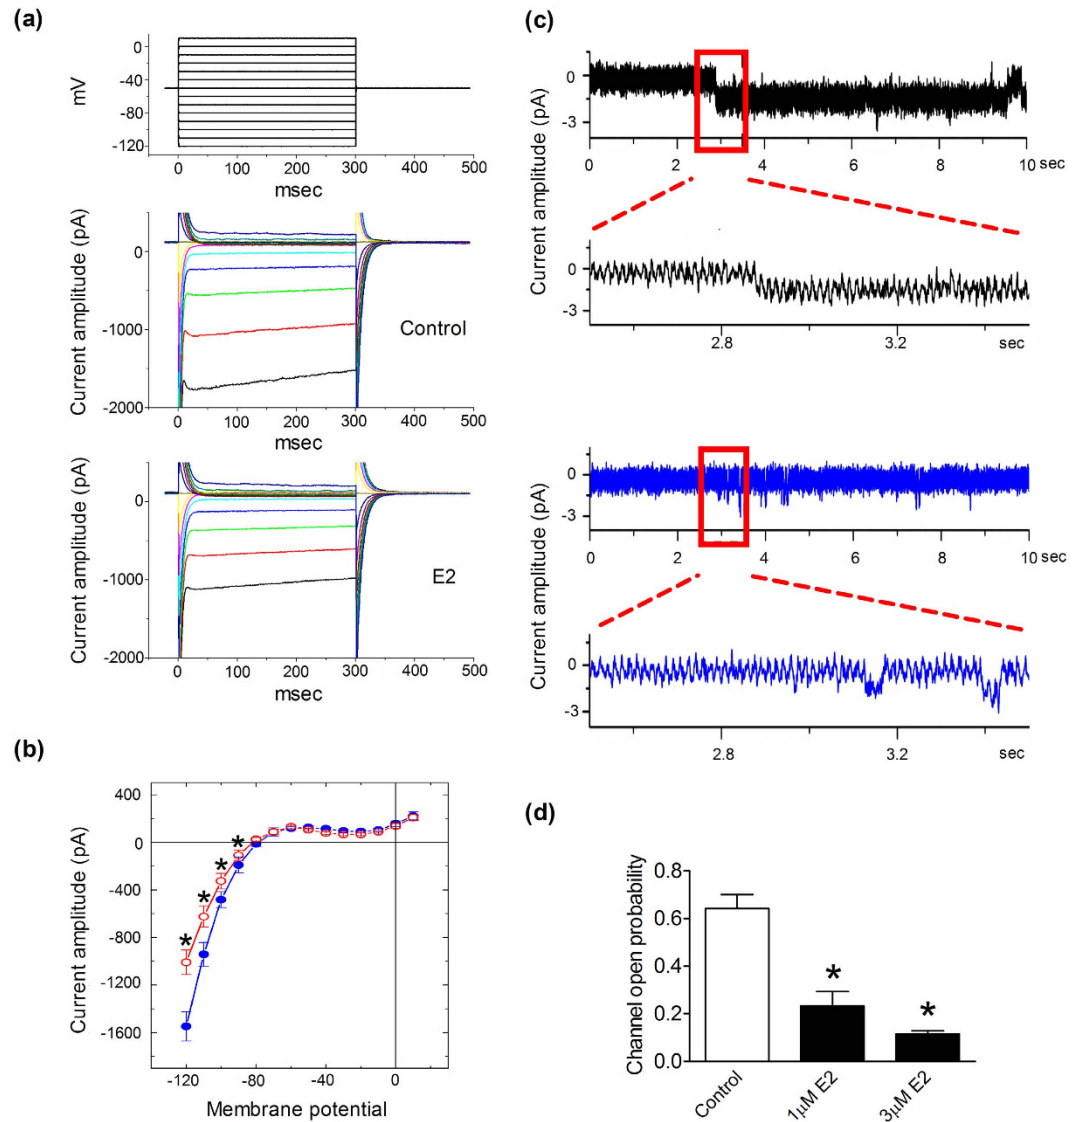 (a)
0
-40
-80
-120
mV
0 100 200 300 400 500
msec
0
-1000
-2000
Current amplitude (pA)
Control
0 100 200 300 400 500
msec
0
-1000
-2000
Current amplitude (pA)
E2
0 100 200 300 400 500
msec
(b)
400
0
-400
-800
-1200
-1600
Current amplitude (pA)
* * * *
-120 -80 -40 0
Membrane potential
(c)
0
-3
Current amplitude (pA)
0 2 4 6 8 10 sec
0
-3
2.8 3.2 sec
0
-3
Current amplitude (pA)
0 2 4 6 8 10 sec
0
-3
2.8 3.2 sec
(d)
0.8
0.6
0.4
0.2
0.0
Channel open probability
* *
Control 1µM E2 3µM E2